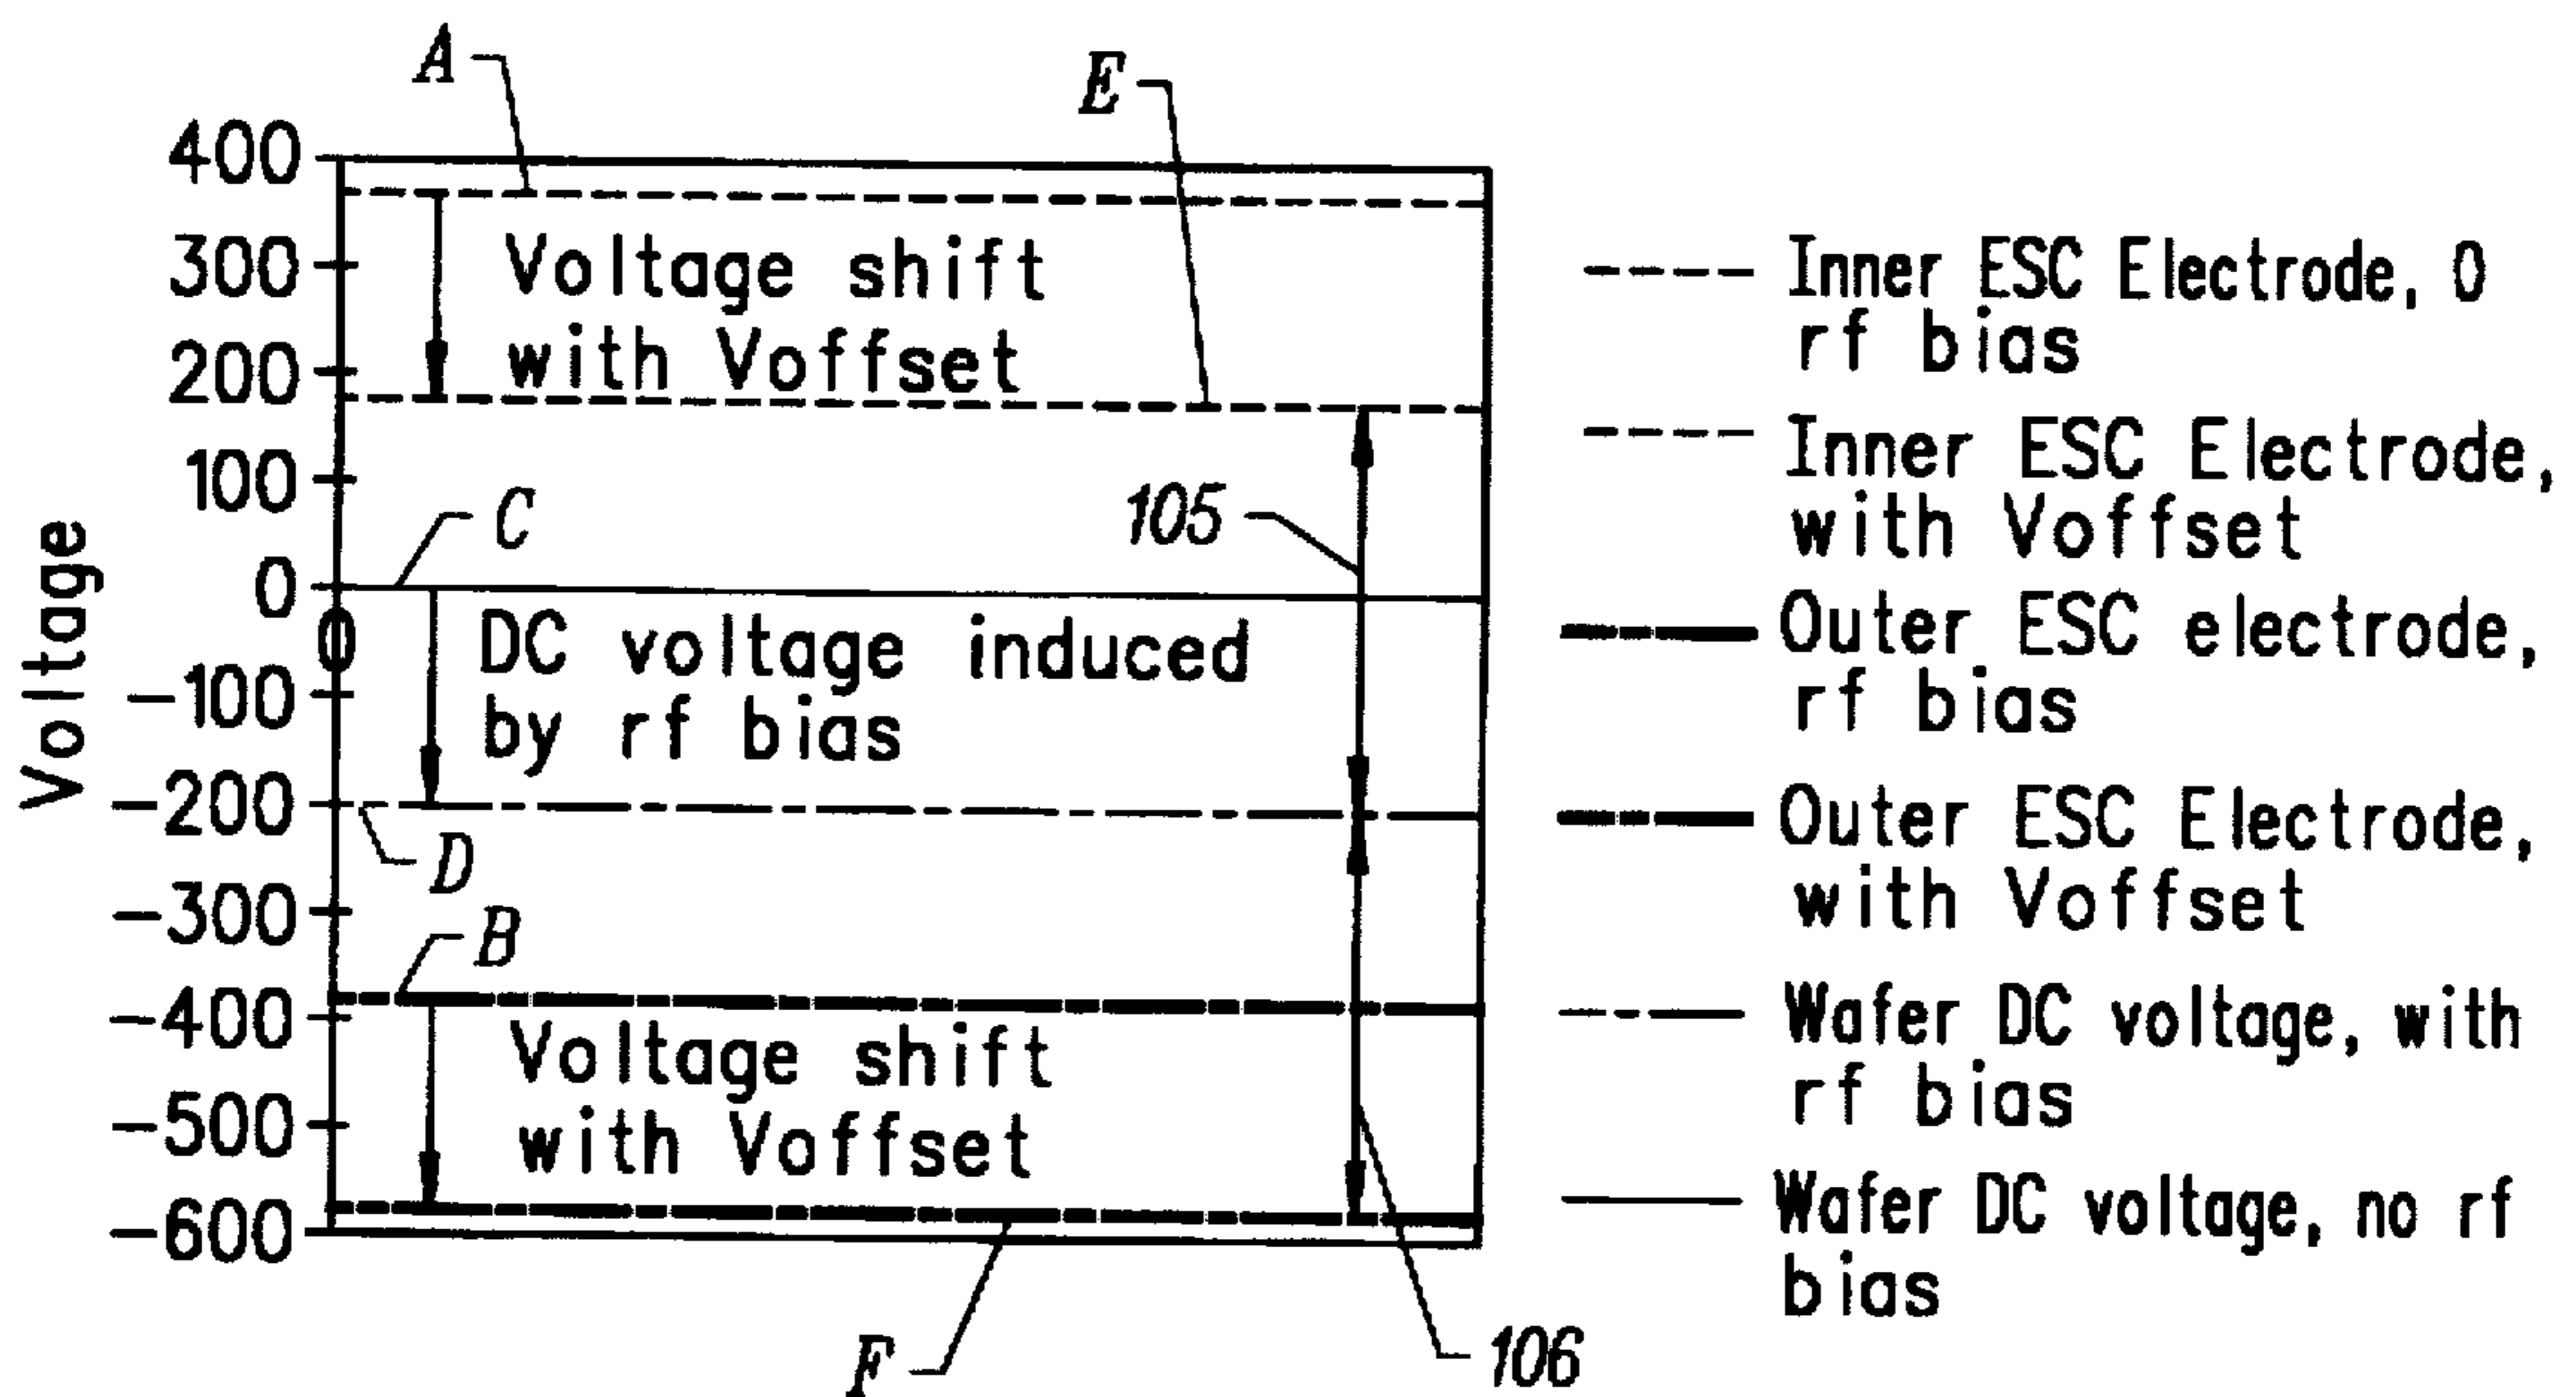 A
E
400
300
200
100
0
0
-100
-200
-300
-400
-500
-600
Voltage
Voltage shift
with Voffset
C
105
DC voltage induced
by rf bias
D
B
Voltage shift
with Voffset
F
106
Inner ESC Electrode, 0
rf bias
Inner ESC Electrode,
with Voffset
Outer ESC electrode,
rf bias
Outer ESC Electrode,
with Voffset
Wafer DC voltage, with
rf bias
Wafer DC voltage, no rf
bias